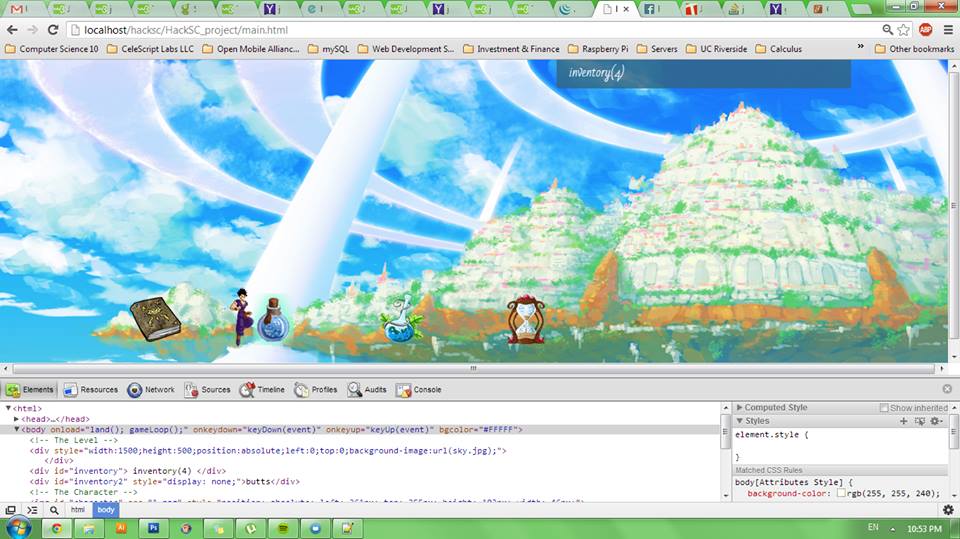 localhost/hacksc/HackSC_project/main.html
ABP
Computer Science 10 CeleScript Labs LLC Open Mobile Allianc... mySQL Web Development S... Investment & Finance Raspberry Pi Servers UC Riverside Calculus » Other bookmarks
inventory(4)
Elements Resources Network Sources Timeline Profiles Audits Console
▼<html>
▶<head>…</head>
▼<body onload="land(); gameLoop();" onkeydown="keyDown(event)" onkeyup="keyUp(event)" bgcolor="#FFFFF">
<!-- The Level -->
<div style="width:1500;height:500;position:absolute;left:0;top:0;background-image:url(sky.jpg);">
</div>
<div id="inventory"> inventory(4) </div>
<div id="inventory2" style="display: none;">butts</div>
<!-- The Character -->
▶ Computed Style Show inherited
▼ Styles
element.style {
}
Matched CSS Rules
body[Attributes Style] {
background-color: rgb(255, 255, 240);
html body
Ai Ps
EN 10:53 PM